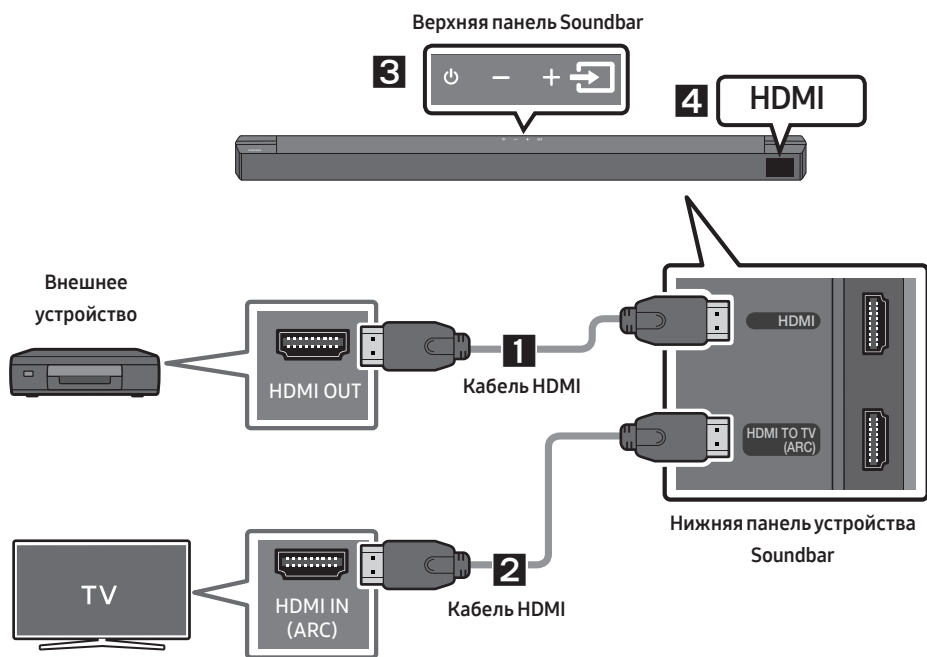 Верхняя панель Soundbar
3
4
HDMI
Внешнее
устройство
HDMI OUT
1
Кабель HDMI
HDMI
HDMI TO TV
(ARC)
Нижняя панель устройства
Soundbar
TV
HDMI IN
(ARC)
2
Кабель HDMI